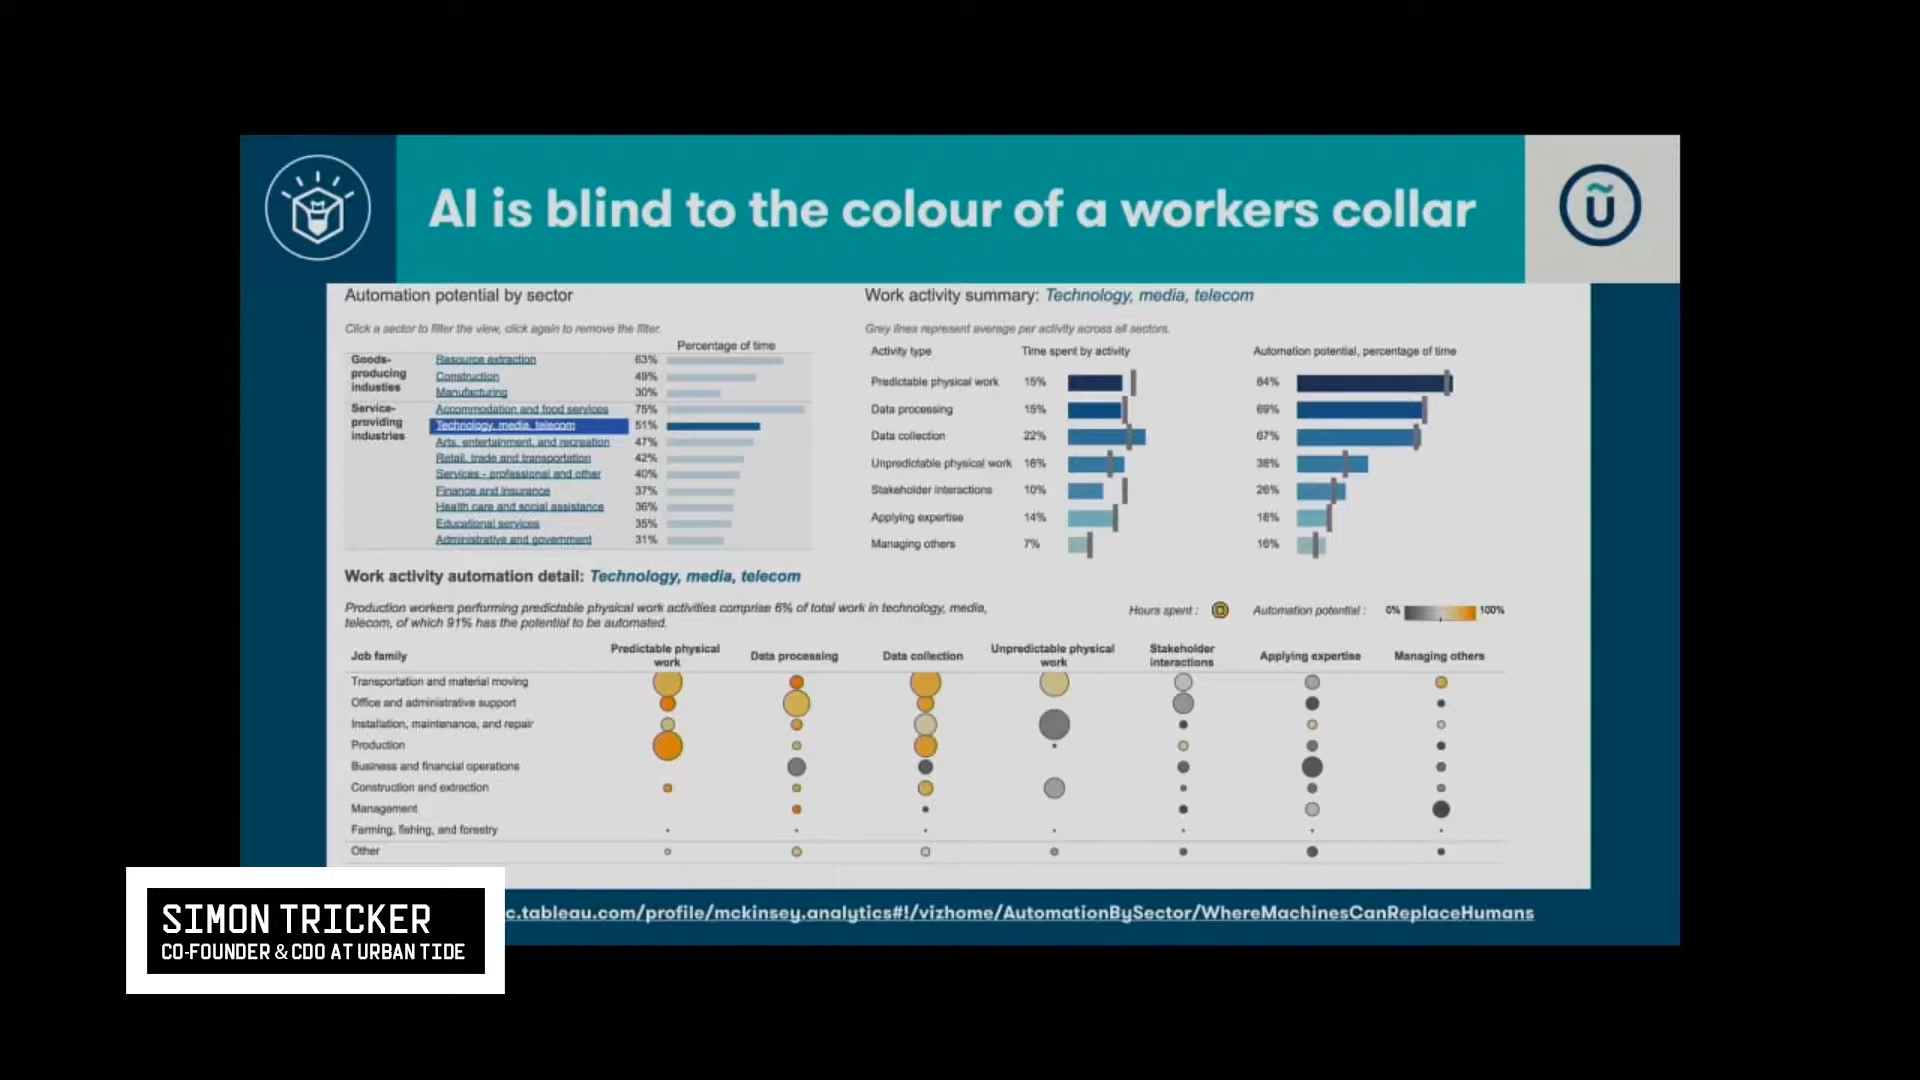 AI is blind to the colour of a workers collar
Automation potential by sector
Click a sector to filter the view, click again to remove the filter.
Percentage of time
Goods-
producing
industies
Resource extraction 63%
Construction 49%
Manufacturing 30%
Service-
providing
industries
Accommodation and food services 75%
Technology, media, telecom 51%
Arts, entertainment, and recreation 47%
Retail, trade and transportation 42%
Services - professional and other 40%
Finance and insurance 37%
Health care and social assistance 36%
Educational services 35%
Administrative and government 31%
Work activity summary: Technology, media, telecom
Grey lines represent average per activity across all sectors.
Activity type Time spent by activity Automation potential, percentage of time
Predictable physical work 15% 84%
Data processing 15% 69%
Data collection 22% 67%
Unpredictable physical work 16% 38%
Stakeholder interactions 10% 26%
Applying expertise 14% 16%
Managing others 7% 16%
Work activity automation detail: Technology, media, telecom
Production workers performing predictable physical work activities comprise 6% of total work in technology, media,
telecom, of which 91% has the potential to be automated.
Hours spent : Automation potential : 0% 100%
Job family
Predictable physical
work
Data processing
Data collection
Unpredictable physical
work
Stakeholder
interactions
Applying expertise
Managing others
Transportation and material moving
Office and administrative support
Installation, maintenance, and repair
Production
Business and financial operations
Construction and extraction
Management
Farming, fishing, and forestry
Other
c.tableau.com/profile/mckinsey.analytics#!/vizhome/AutomationBySector/WhereMachinesCanReplaceHumans
SIMON TRICKER
CO-FOUNDER & CDO AT URBAN TIDE